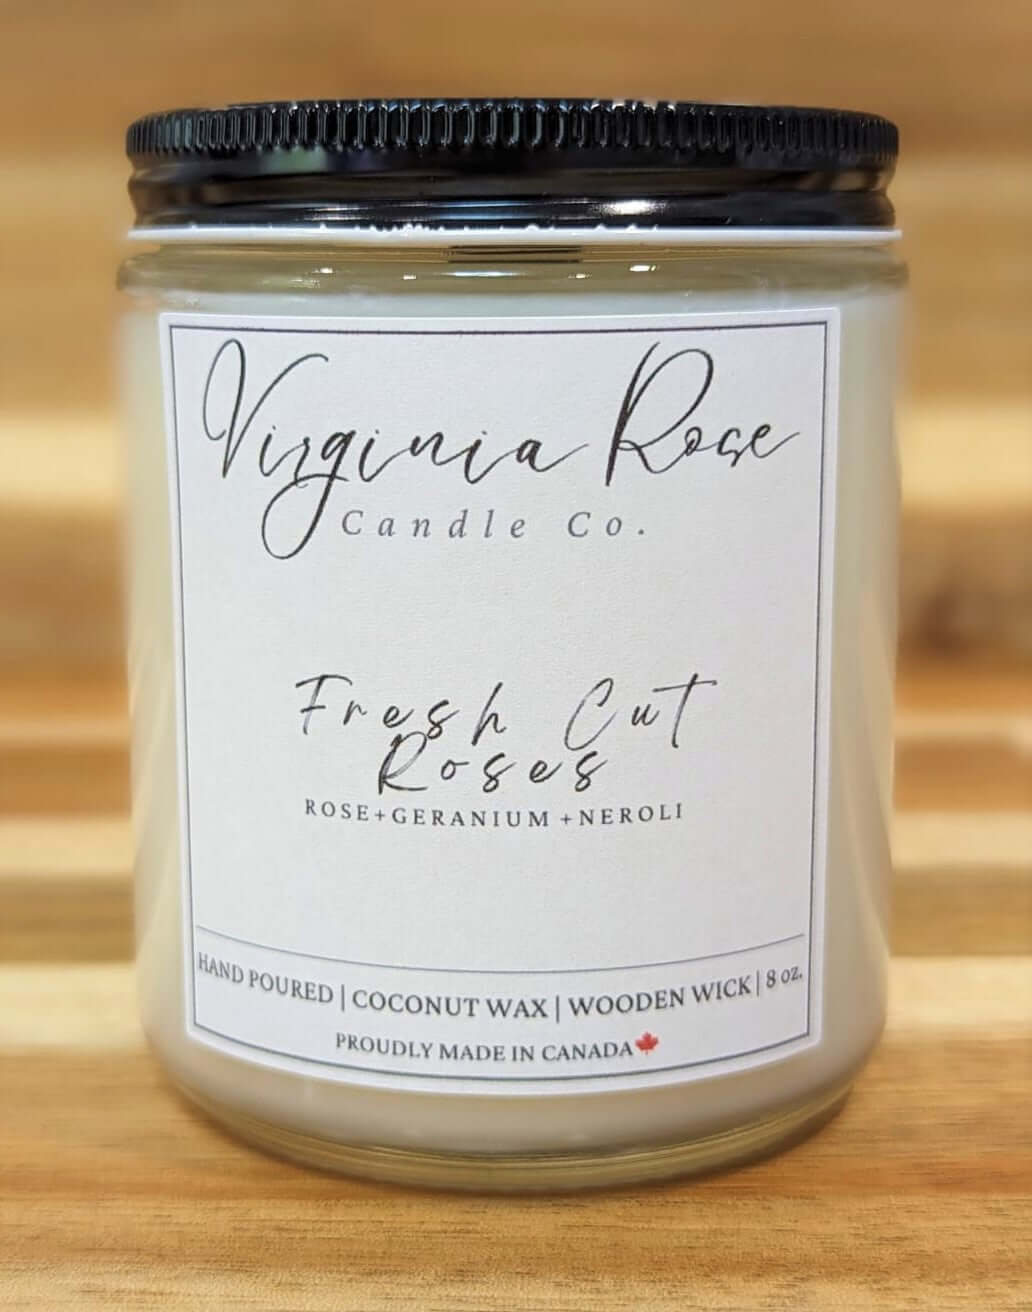 Virginia Rose
Candle Co.
Fresh Cut
Roses
ROSE+GERANIUM +NEROLI
HAND POURED | COCONUT WAX | WOODEN WICK | 8 oz.
PROUDLY MADE IN CANADA